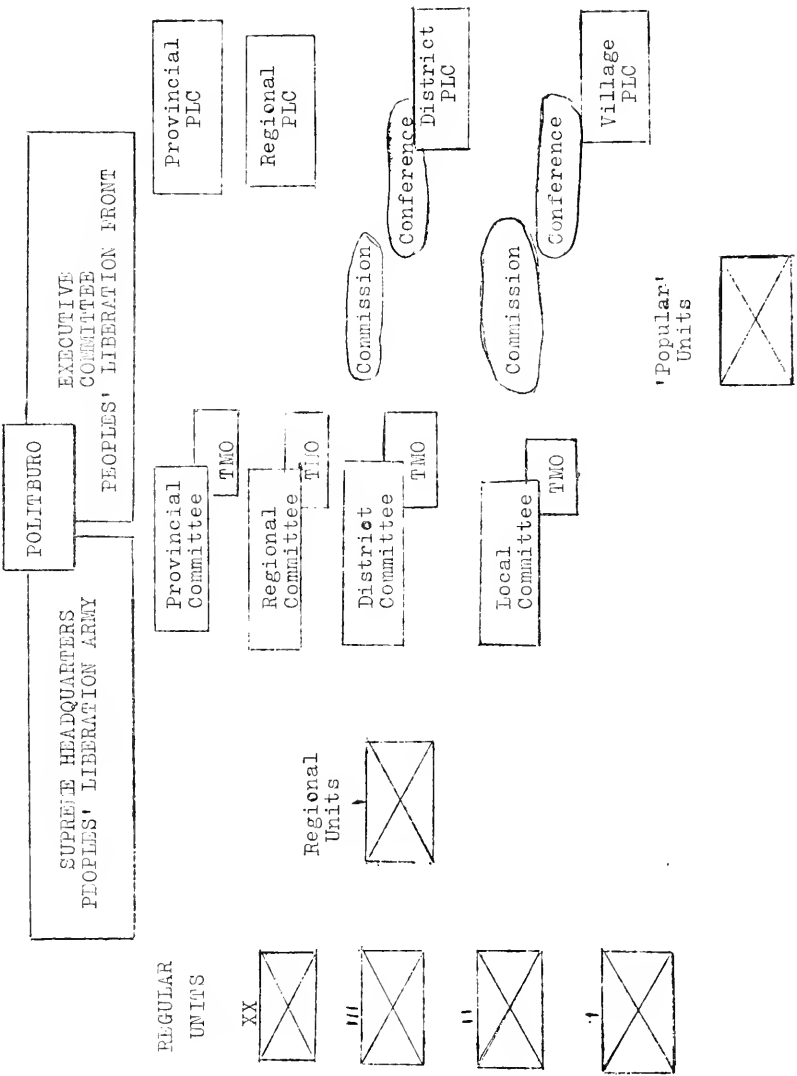 POLITBURO
SUPREME HEADQUARTERS
PEOPLES' LIBERATION ARMY
EXECUTIVE
COMMITTEE
PEOPLES' LIBERATION FRONT
REGULAR
UNITS
XX
III
II
I
Regional
Units
I
Provincial
Committee
TMO
Regional
Committee
TMO
District
Committee
TMO
Local
Committee
TMO
Provincial
PLC
Regional
PLC
Commission
Conference
District
PLC
Commission
Conference
Village
PLC
'Popular'
Units